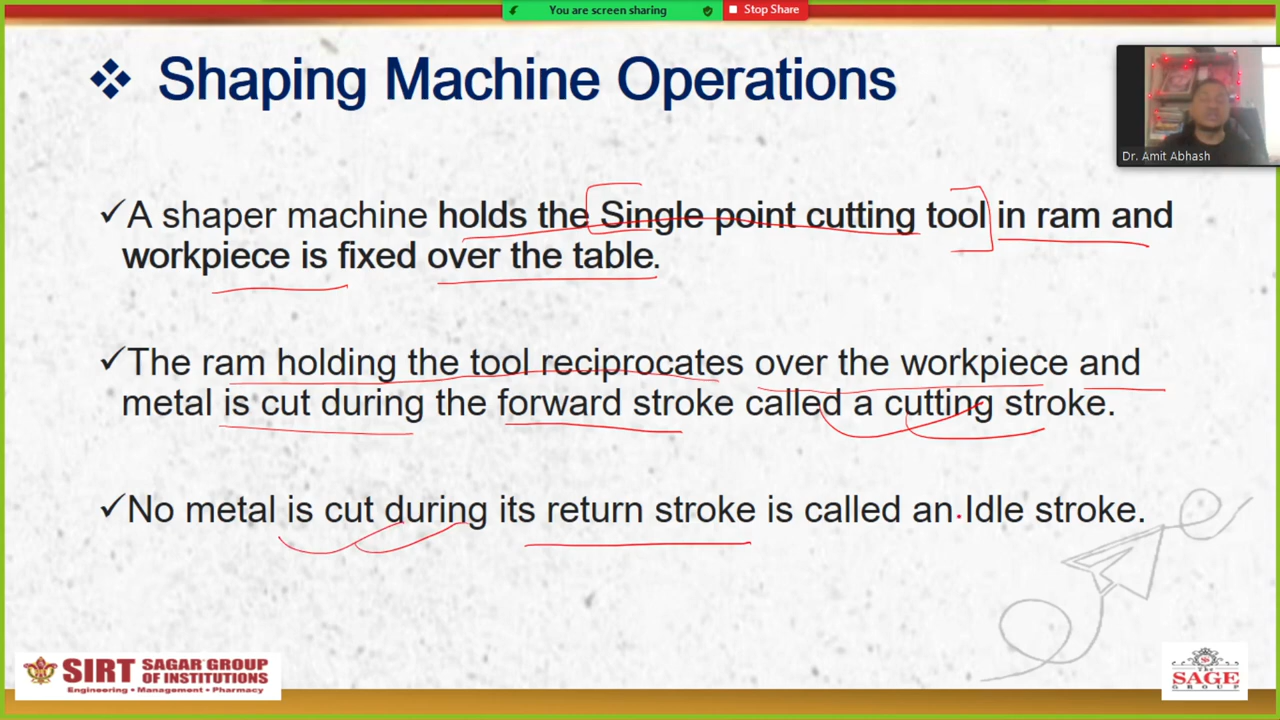 You are screen sharing
Stop Share
❖ Shaping Machine Operations
Dr. Amit Abhash
✓A shaper machine holds the Single point cutting tool in ram and
workpiece is fixed over the table.
✓The ram holding the tool reciprocates over the workpiece and
metal is cut during the forward stroke called a cutting stroke.
✓No metal is cut during its return stroke is called an Idle stroke.
SIRT SAGAR GROUP
OF INSTITUTIONS
Engineering • Management • Pharmacy
The
SAGE
GROUP